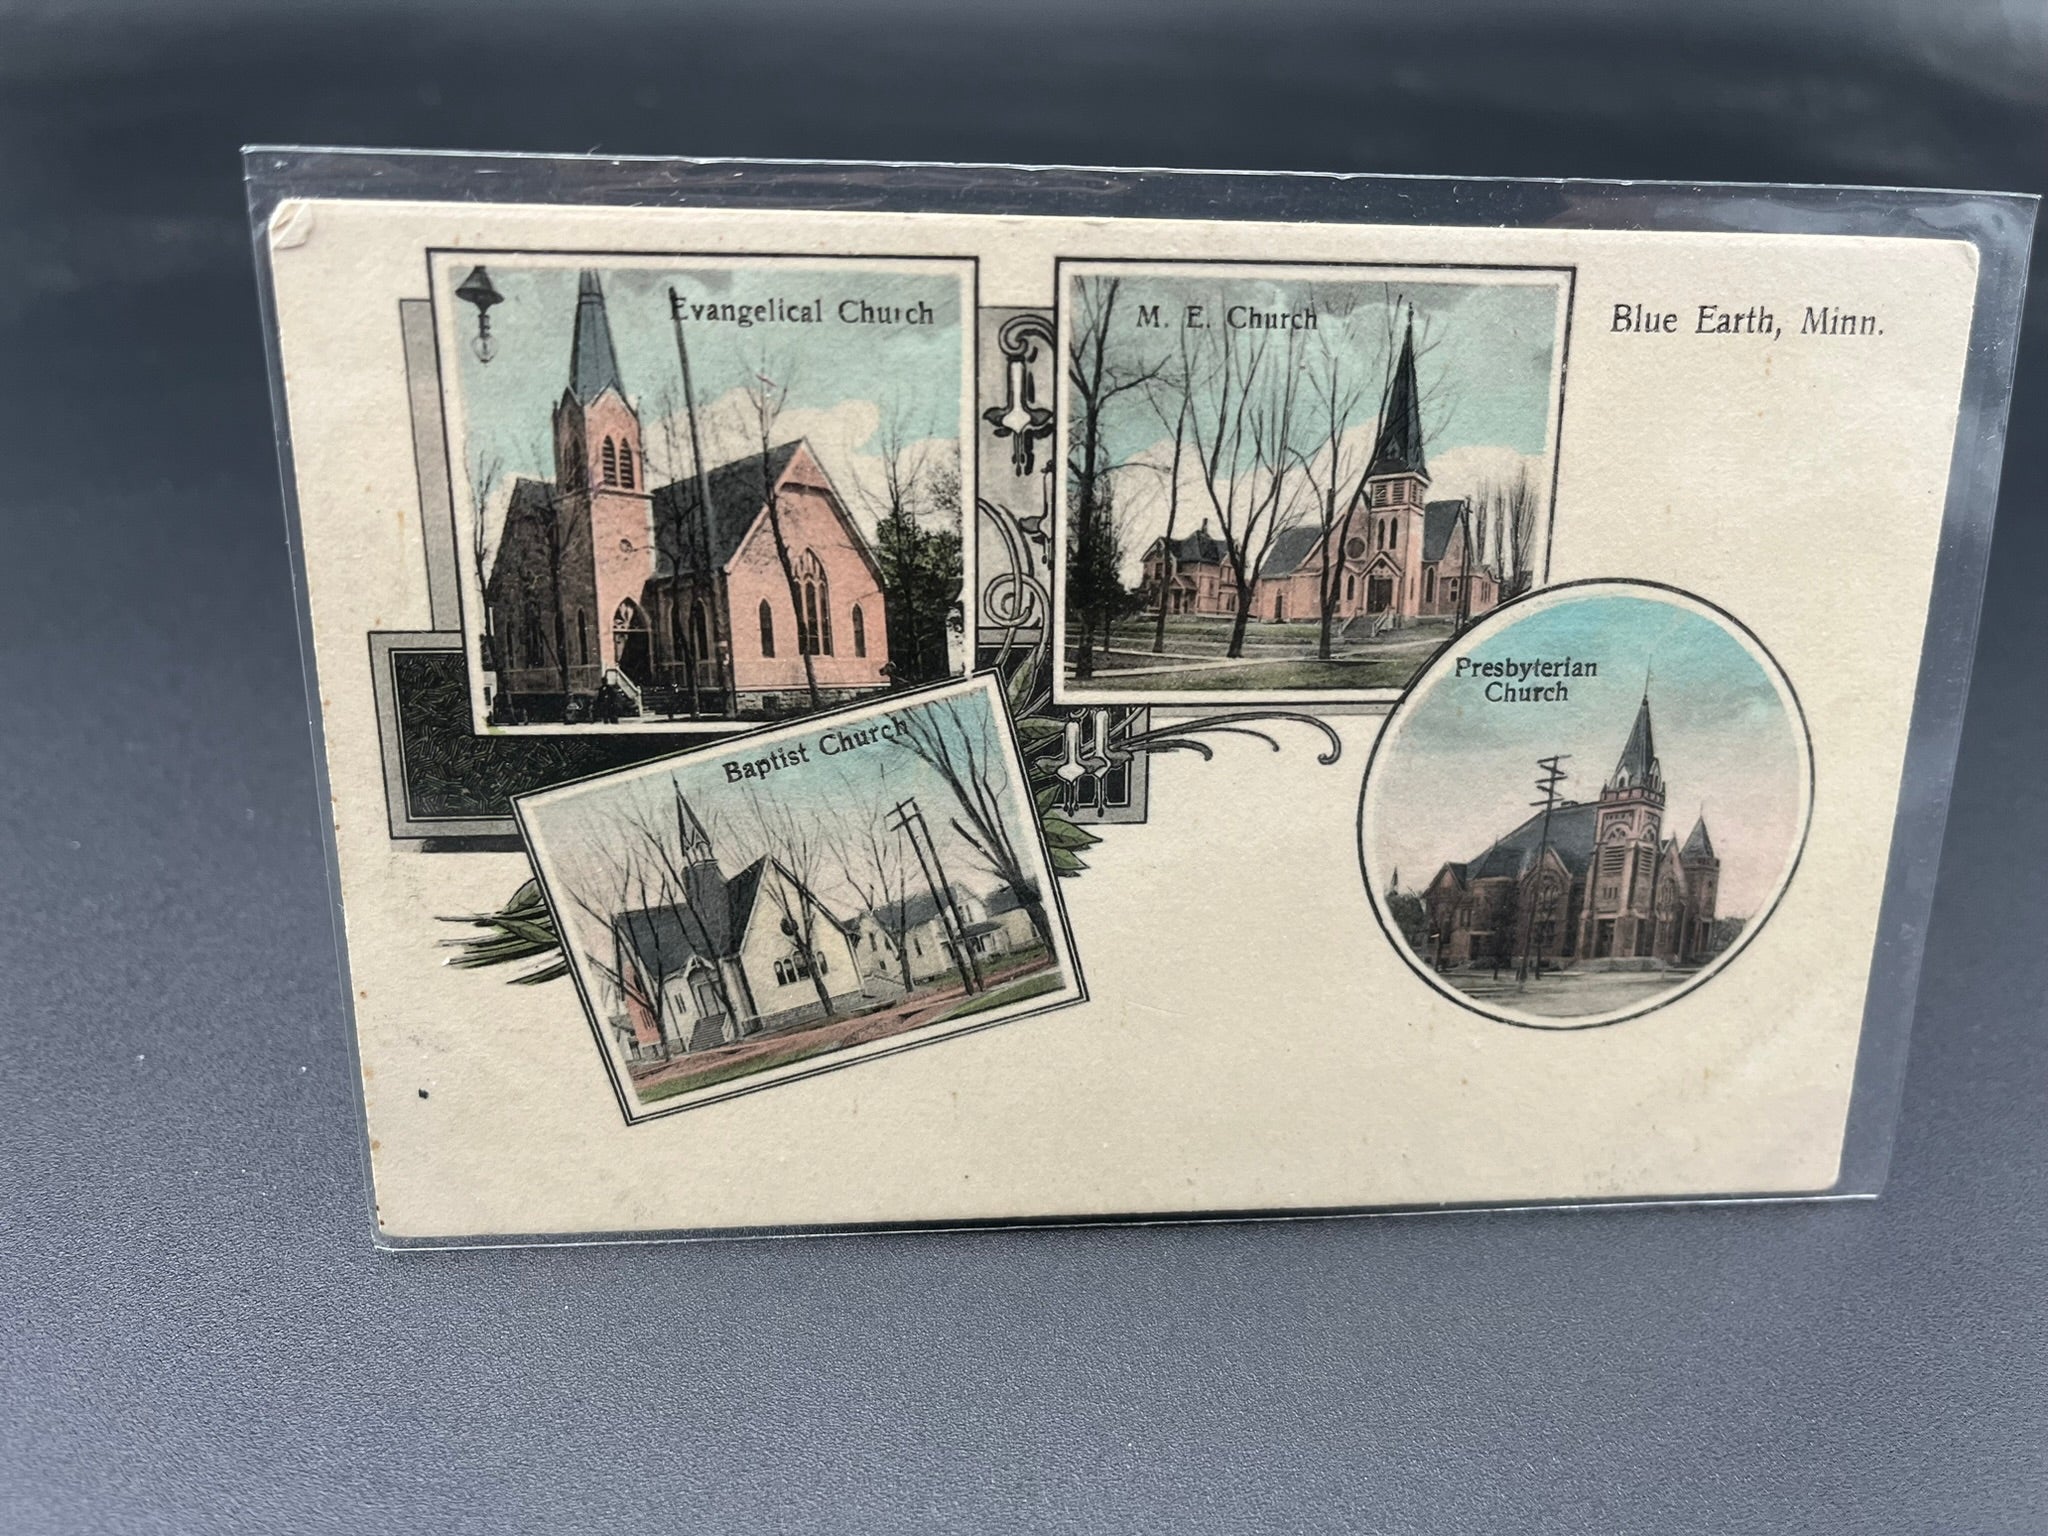 Evangelical Church
M. E. Church
Blue Earth, Minn.
Baptist Church
Presbyterian
Church